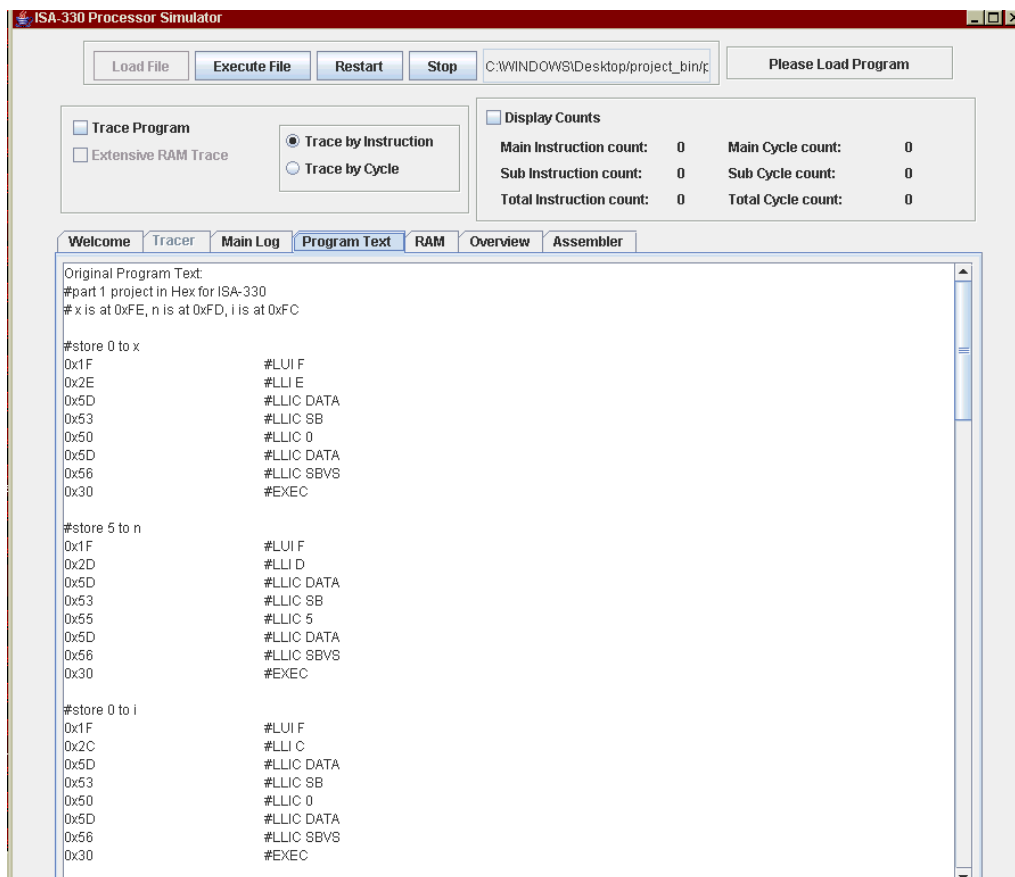 ISA-330 Processor Simulator
Load File Execute File Restart Stop C:\WINDOWS\Desktop/project_bin/p Please Load Program
Trace Program
Extensive RAM Trace
Trace by Instruction
Trace by Cycle
Display Counts
Main Instruction count: 0 Main Cycle count: 0
Sub Instruction count: 0 Sub Cycle count: 0
Total Instruction count: 0 Total Cycle count: 0
Welcome Tracer Main Log Program Text RAM Overview Assembler
Original Program Text:
#part 1 project in Hex for ISA-330
# x is at 0xFE, n is at 0xFD, i is at 0xFC
#store 0 to x
0x1F #LUI F
0x2E #LLI E
0x5D #LLIC DATA
0x53 #LLIC SB
0x50 #LLIC 0
0x5D #LLIC DATA
0x56 #LLIC SBVS
0x30 #EXEC
#store 5 to n
0x1F #LUI F
0x2D #LLI D
0x5D #LLIC DATA
0x53 #LLIC SB
0x55 #LLIC 5
0x5D #LLIC DATA
0x56 #LLIC SBVS
0x30 #EXEC
#store 0 to i
0x1F #LUI F
0x2C #LLI C
0x5D #LLIC DATA
0x53 #LLIC SB
0x50 #LLIC 0
0x5D #LLIC DATA
0x56 #LLIC SBVS
0x30 #EXEC